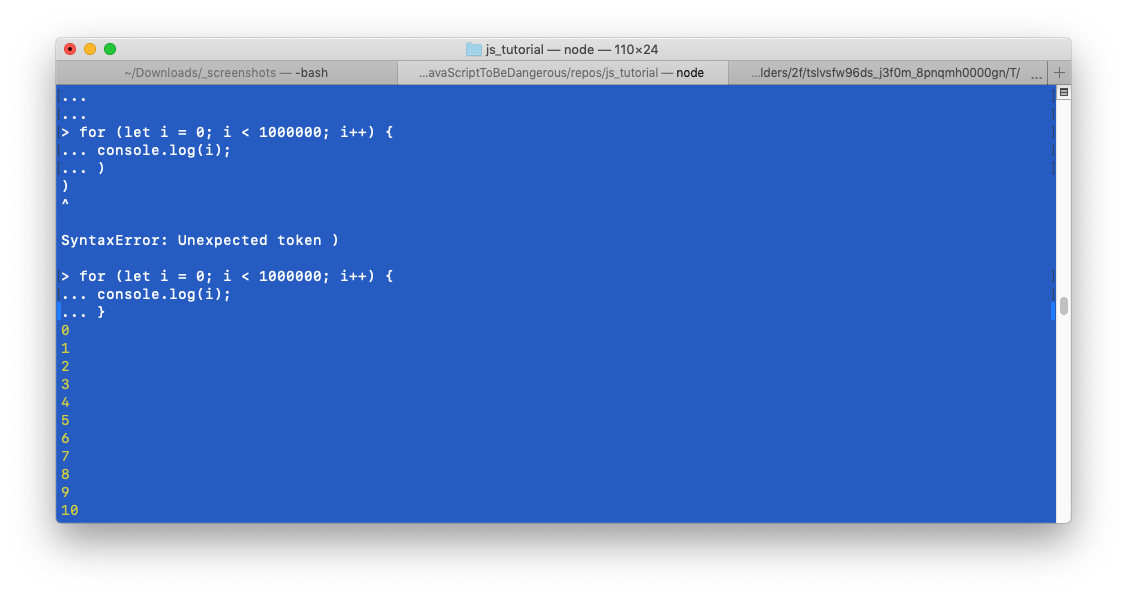 js_tutorial — node — 110×24
~/Downloads/_screenshots — -bash
...avaScriptToBeDangerous/repos/js_tutorial — node
...lders/2f/tslvsfw96ds_j3f0m_8pnqmh0000gn/T/ ...
+
...
...
> for (let i = 0; i < 1000000; i++) {
... console.log(i);
... )
)
^
SyntaxError: Unexpected token )
> for (let i = 0; i < 1000000; i++) {
... console.log(i);
... }
0
1
2
3
4
5
6
7
8
9
10